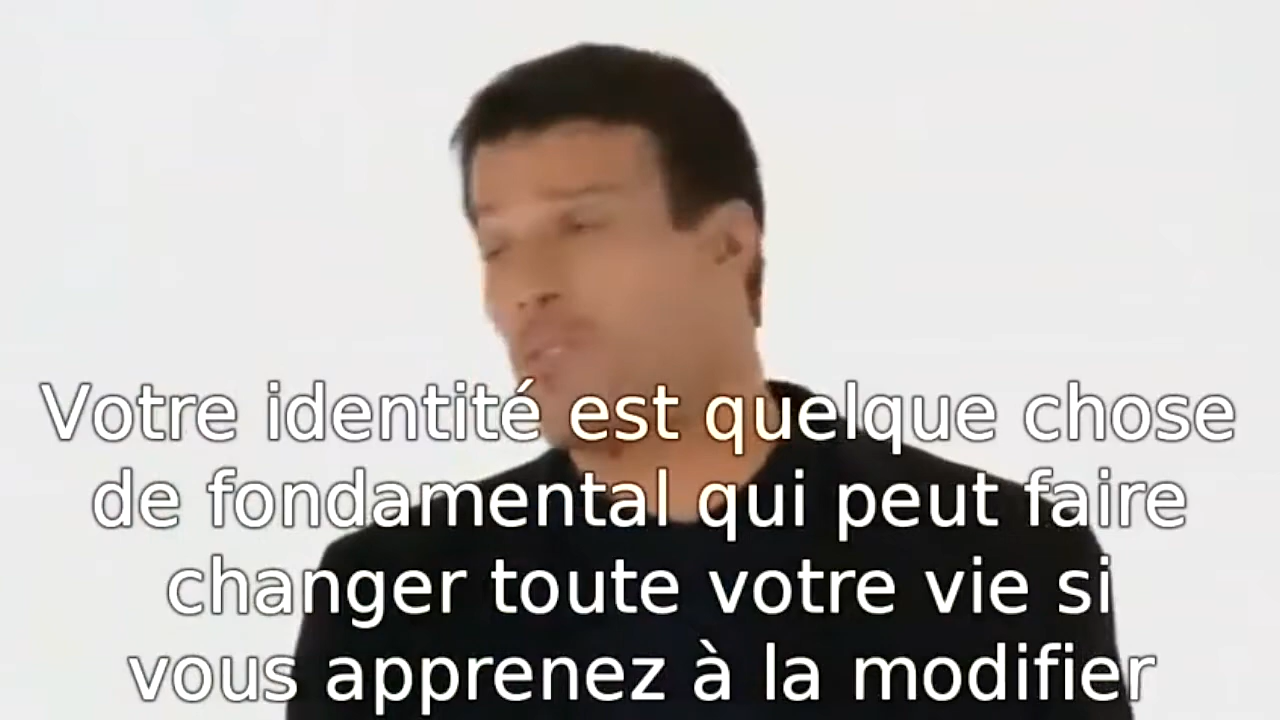 Votre identité est quelque chose
de fondamental qui peut faire
changer toute votre vie si
vous apprenez à la modifier